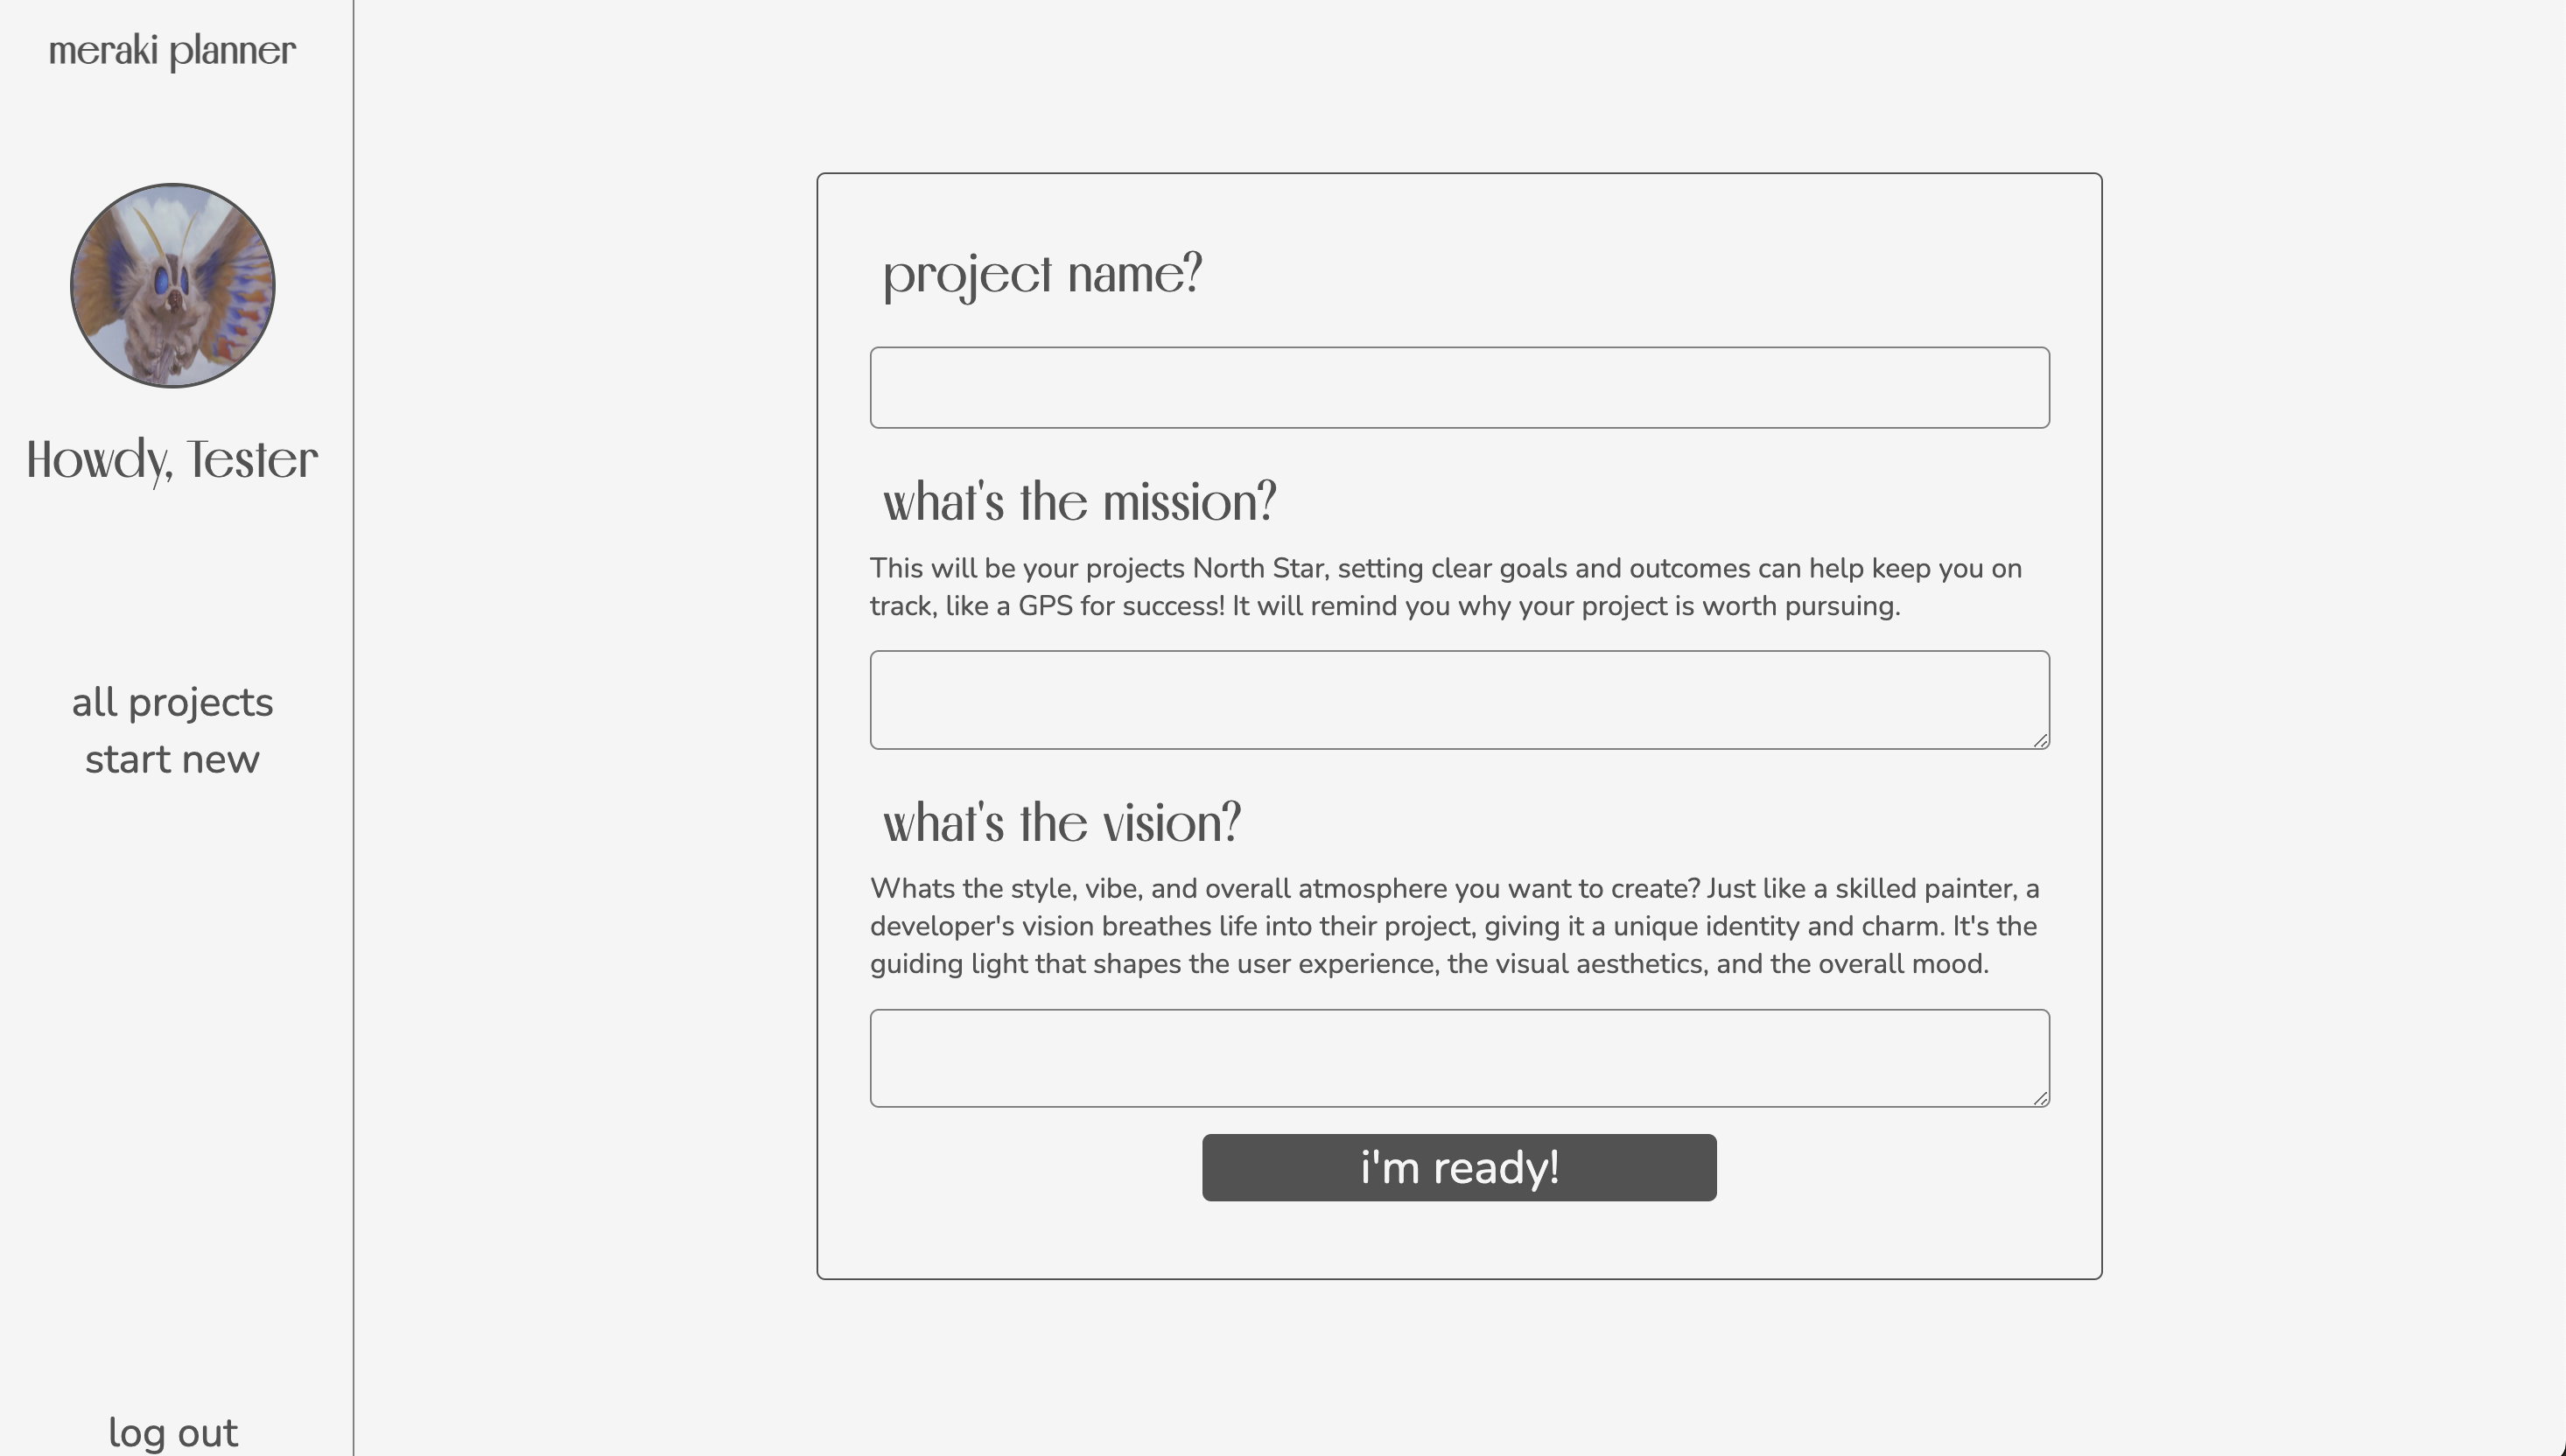 meraki planner
Howdy, Tester
all projects
start new
log out
project name?
what's the mission?
This will be your projects North Star, setting clear goals and outcomes can help keep you on
track, like a GPS for success! It will remind you why your project is worth pursuing.
what's the vision?
Whats the style, vibe, and overall atmosphere you want to create? Just like a skilled painter, a
developer's vision breathes life into their project, giving it a unique identity and charm. It's the
guiding light that shapes the user experience, the visual aesthetics, and the overall mood.
i'm ready!